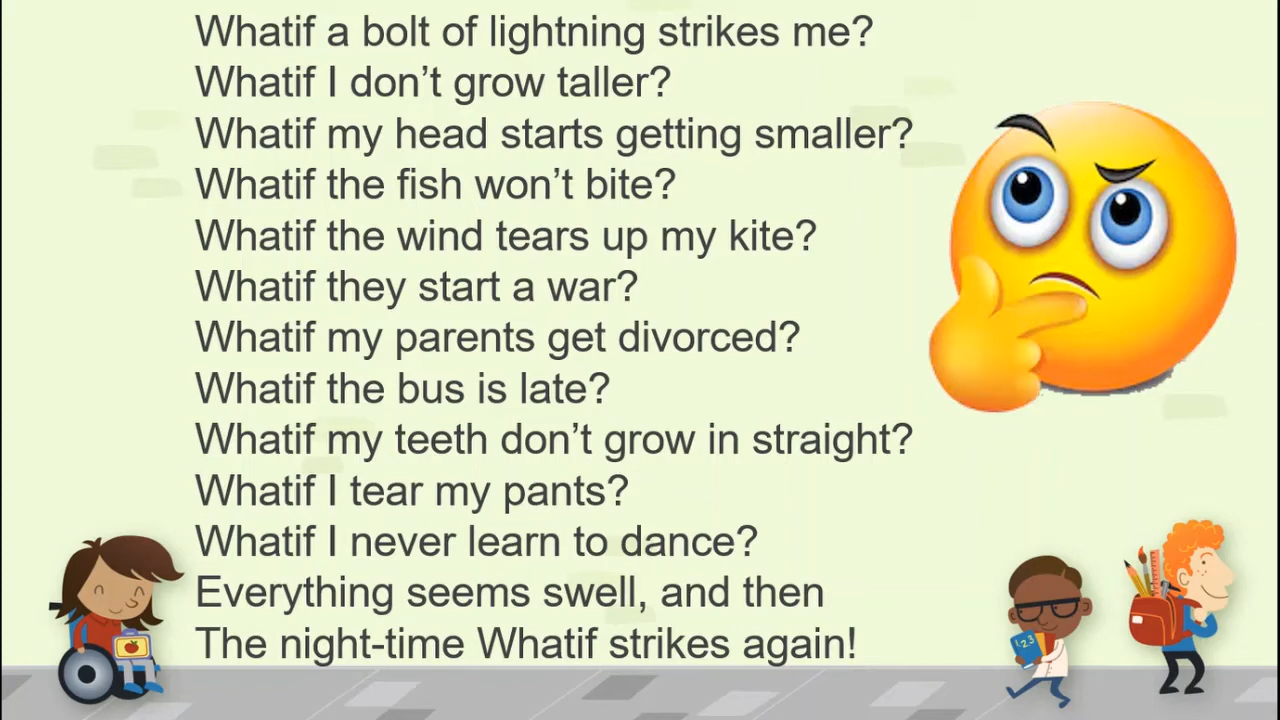 Whatif a bolt of lightning strikes me?
Whatif I don’t grow taller?
Whatif my head starts getting smaller?
Whatif the fish won’t bite?
Whatif the wind tears up my kite?
Whatif they start a war?
Whatif my parents get divorced?
Whatif the bus is late?
Whatif my teeth don’t grow in straight?
Whatif I tear my pants?
Whatif I never learn to dance?
Everything seems swell, and then
The night-time Whatif strikes again!
1,2,3